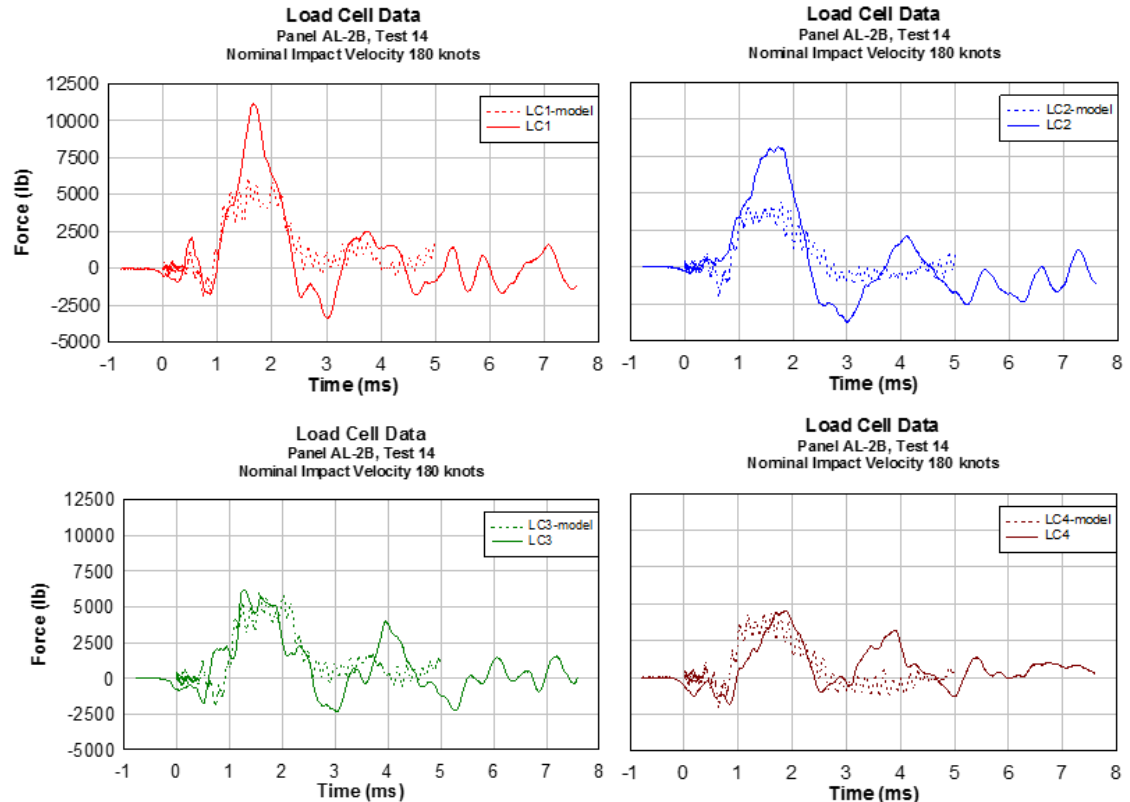 Load Cell Data
Panel AL-2B, Test 14
Nominal Impact Velocity 180 knots
12500
10000
7500
5000
2500
0
-2500
-5000
Force (lb)
LC1-model
LC1
-1 0 1 2 3 4 5 6 7 8
Time (ms)
Load Cell Data
Panel AL-2B, Test 14
Nominal Impact Velocity 180 knots
LC2-model
LC2
-1 0 1 2 3 4 5 6 7 8
Time (ms)
Load Cell Data
Panel AL-2B, Test 14
Nominal Impact Velocity 180 knots
12500
10000
7500
5000
2500
0
-2500
-5000
Force (lb)
LC3-model
LC3
-1 0 1 2 3 4 5 6 7 8
Time (ms)
Load Cell Data
Panel AL-2B, Test 14
Nominal Impact Velocity 180 knots
LC4-model
LC4
-1 0 1 2 3 4 5 6 7 8
Time (ms)